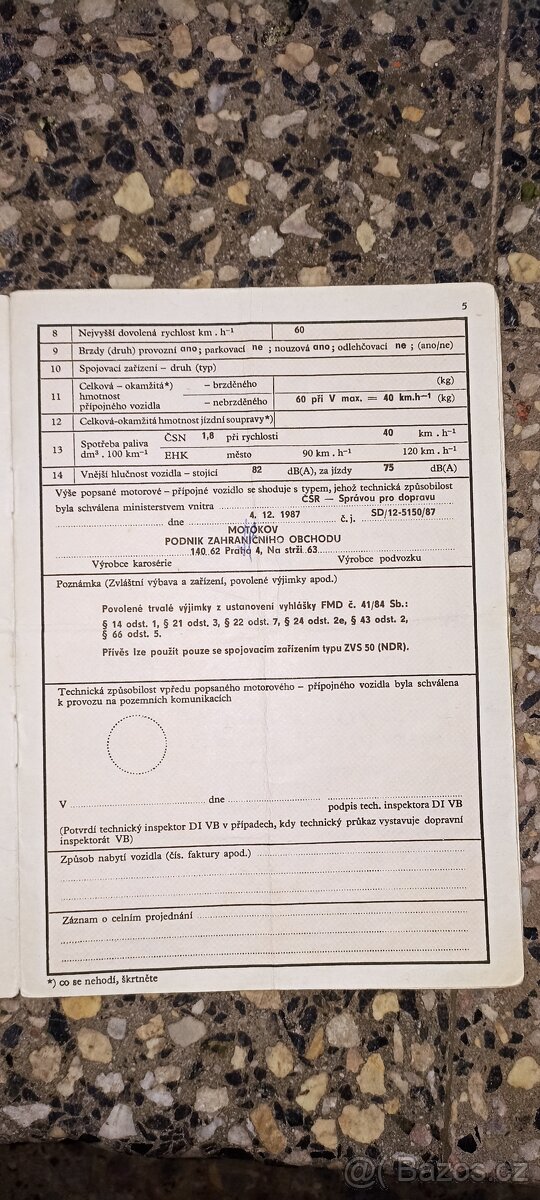 5
8 Nejvyšší dovolená rychlost km . h⁻¹ 60
9 Brzdy (druh) provozní ano; parkovací ne ; nouzová ano; odlehčovací ne ; (ano/ne)
10 Spojovací zařízení – druh (typ)
11 Celková – okamžitá*) hmotnost přípojného vozidla
– brzděného (kg)
– nebrzděného 60 při V max. = 40 km.h⁻¹ (kg)
12 Celková-okamžitá hmotnost jízdní soupravy*)
13 Spotřeba paliva dm³ . 100 km⁻¹
ČSN 1,8 při rychlosti 40 km . h⁻¹
EHK město 90 km . h⁻¹ 120 km . h⁻¹
14 Vnější hlučnost vozidla – stojící 82 dB(A), za jízdy 75 dB(A)
Výše popsané motorové – přípojné vozidlo se shoduje s typem, jehož technická způsobilost
byla schválena ministerstvem vnitra ČSR — Správou pro dopravu
dne 4. 12. 1987 č. j. SD/12-5150/87
MOTOKOV
PODNIK ZAHRANIČNÍHO OBCHODU
140 62 Praha 4, Na strži 63
Výrobce karosérie Výrobce podvozku
Poznámka (Zvláštní výbava a zařízení, povolené výjimky apod.)
Povolené trvalé výjimky z ustanovení vyhlášky FMD č. 41/84 Sb.:
§ 14 odst. 1, § 21 odst. 3, § 22 odst. 7, § 24 odst. 2e, § 43 odst. 2,
§ 66 odst. 5.
Přívěs lze použít pouze se spojovacím zařízením typu ZVS 50 (NDR).
Technická způsobilost vpředu popsaného motorového – přípojného vozidla byla schválena
k provozu na pozemních komunikacích
V dne
podpis tech. inspektora DI VB
(Potvrdí technický inspektor DI VB v případech, kdy technický průkaz vystavuje dopravní
inspektorát VB)
Způsob nabytí vozidla (čís. faktury apod.)
Záznam o celním projednání
*) co se nehodí, škrtněte
@ Bazos.cz